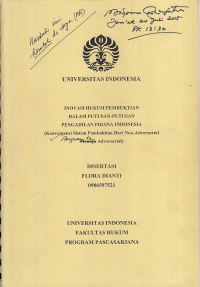 UNIVERSITAS INDONESIA
INOVASI HUKUM PEMBUKTIAN
DALAM PUTUSAN-PUTUSAN
PENGADILAN PIDANA INDONESIA
(Konvergensi Sistem Pembuktian Dari Non-Adversarial
Menuju Adversarial)
DISERTASI
FLORA DIANTI
0906597521
UNIVERSITAS INDONESIA
FAKULTAS HUKUM
PROGRAM PASCASARJANA